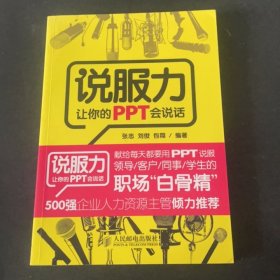 说服力
让你的PPT会说话
张志 刘俊 包翔 / 编著
说服力
让你的PPT会说话
献给每天都要用PPT说服
领导/客户/同事/学生的
职场“白骨精”
500强企业人力资源主管倾力推荐
人民邮电出版社